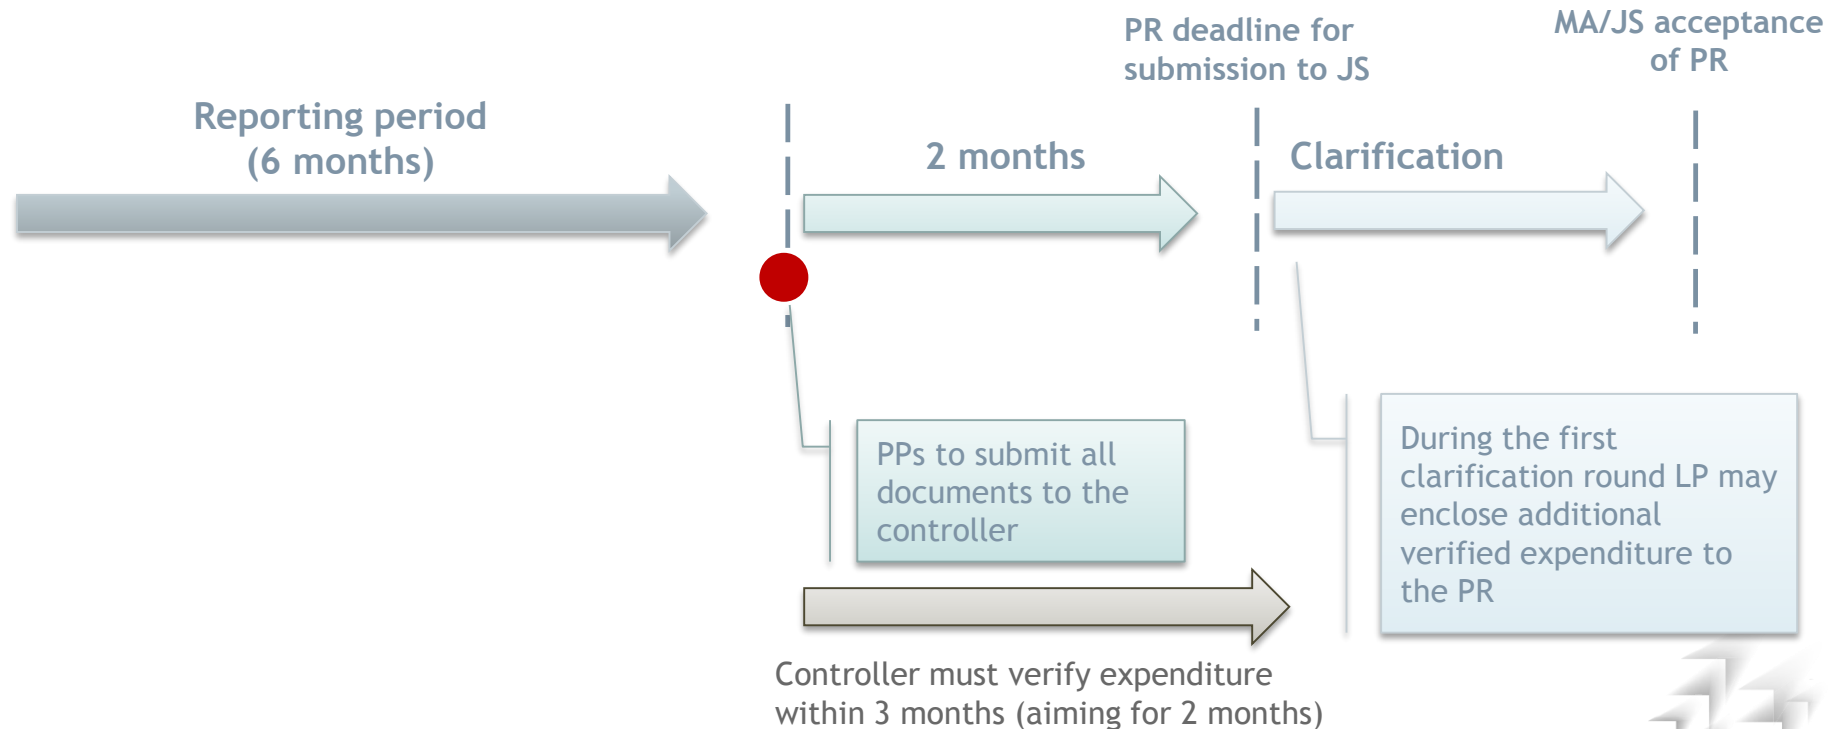 Reporting period
(6 months)
2 months
PR deadline for
submission to JS
Clarification
MA/JS acceptance
of PR
PPs to submit all
documents to the
controller
During the first
clarification round LP may
enclose additional
verified expenditure to
the PR
Controller must verify expenditure
within 3 months (aiming for 2 months)